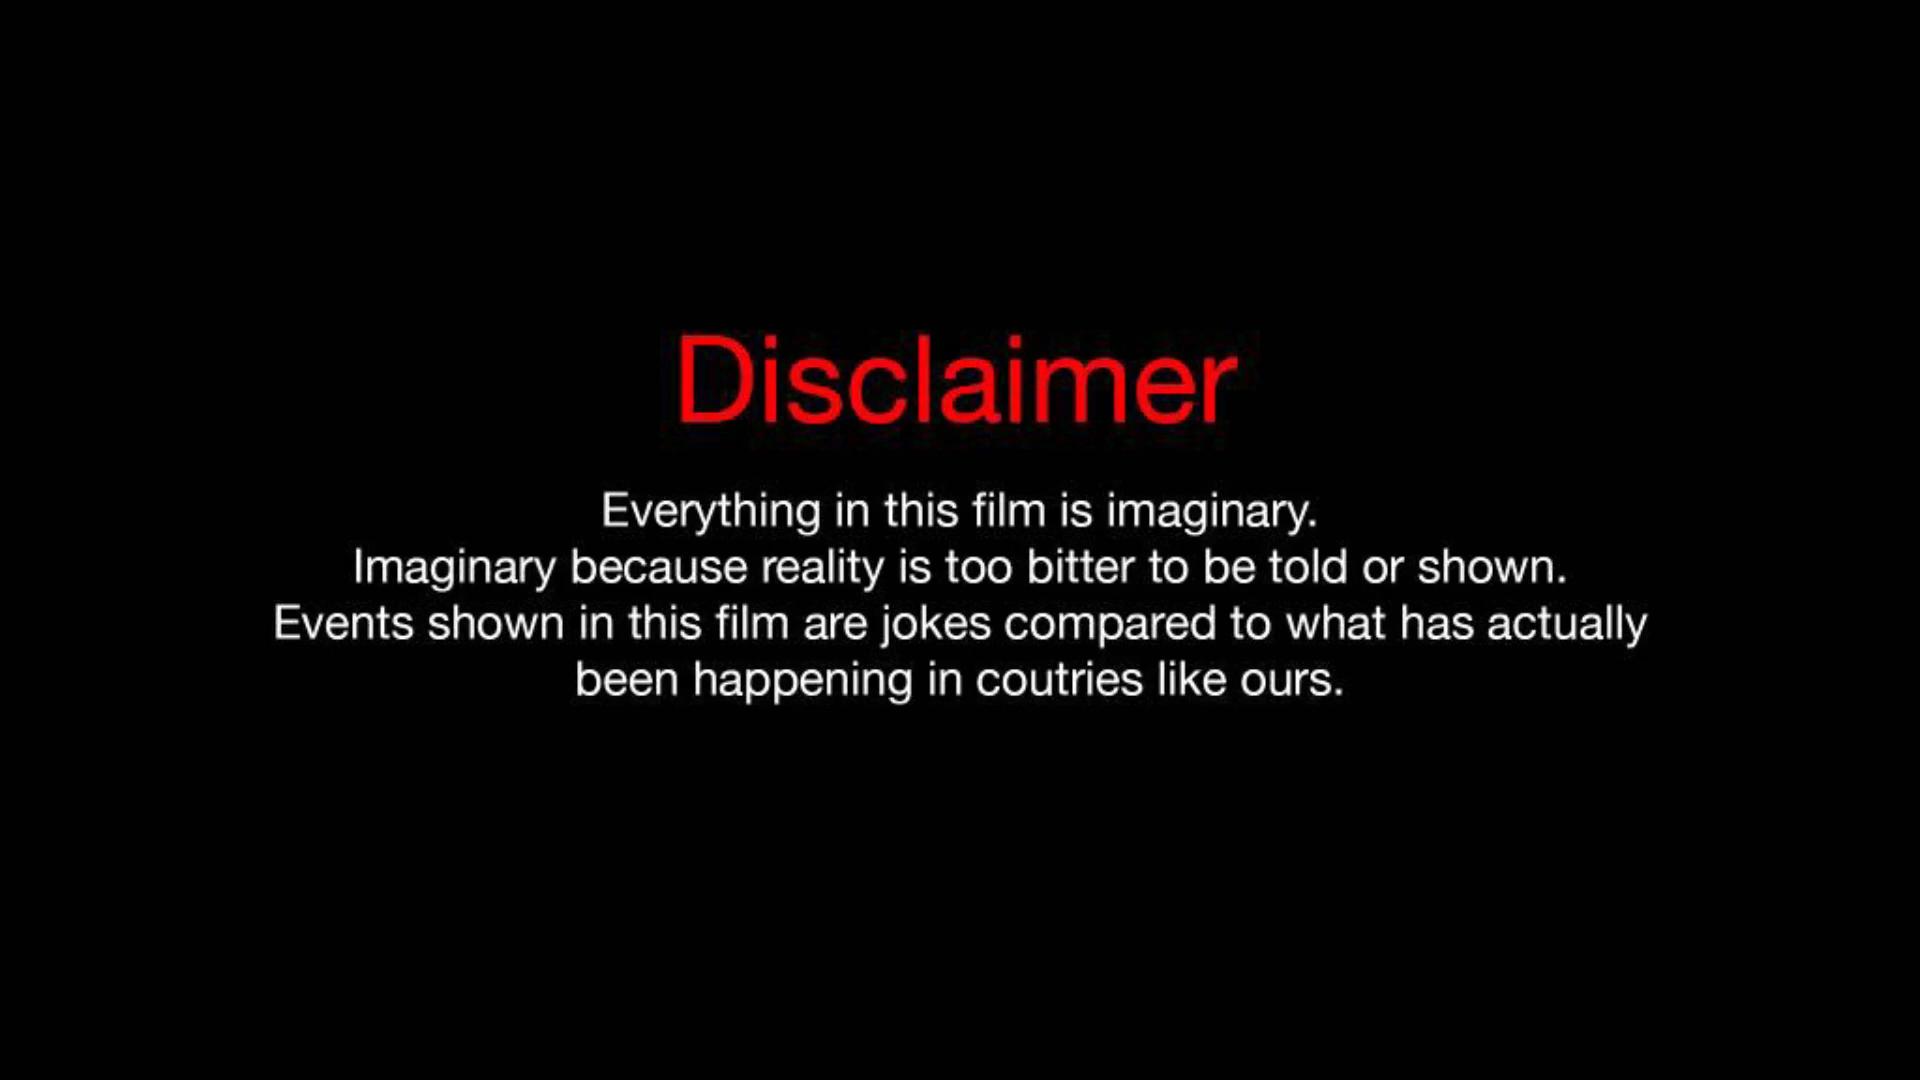 Disclaimer
Everything in this film is imaginary.
Imaginary because reality is too bitter to be told or shown.
Events shown in this film are jokes compared to what has actually
been happening in coutries like ours.